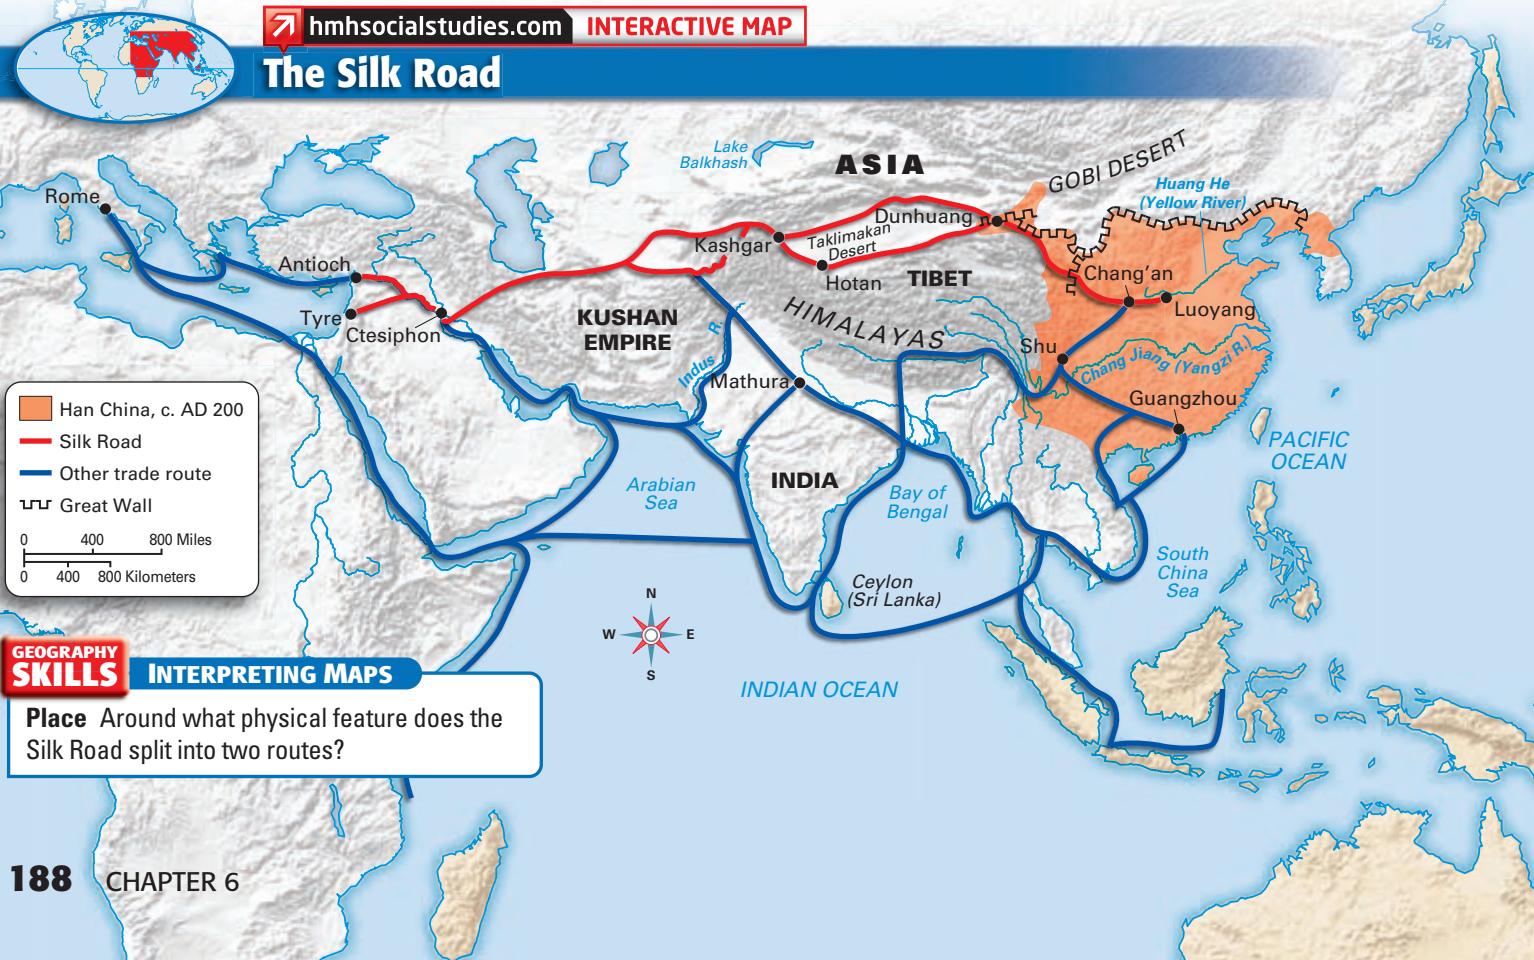 hmhsocialstudies.com INTERACTIVE MAP
The Silk Road
Lake
Balkhash
ASIA
GOBI DESERT
Huang He
(Yellow River)
Rome
Dunhuang
Kashgar
Taklimakan
Desert
Antioch
Hotan
TIBET
Chang’an
Luoyang
Tyre
Ctesiphon
KUSHAN
EMPIRE
HIMALAYAS
Shu
Chang Jiang (Yangzi R.)
Indus R.
Mathura
Guangzhou
PACIFIC
OCEAN
INDIA
Arabian
Sea
Bay of
Bengal
South
China
Sea
Ceylon
(Sri Lanka)
INDIAN OCEAN
N
W E
S
Han China, c. AD 200
Silk Road
Other trade route
Great Wall
0 400 800 Miles
0 400 800 Kilometers
GEOGRAPHY
SKILLS
INTERPRETING MAPS
Place Around what physical feature does the
Silk Road split into two routes?
188 CHAPTER 6